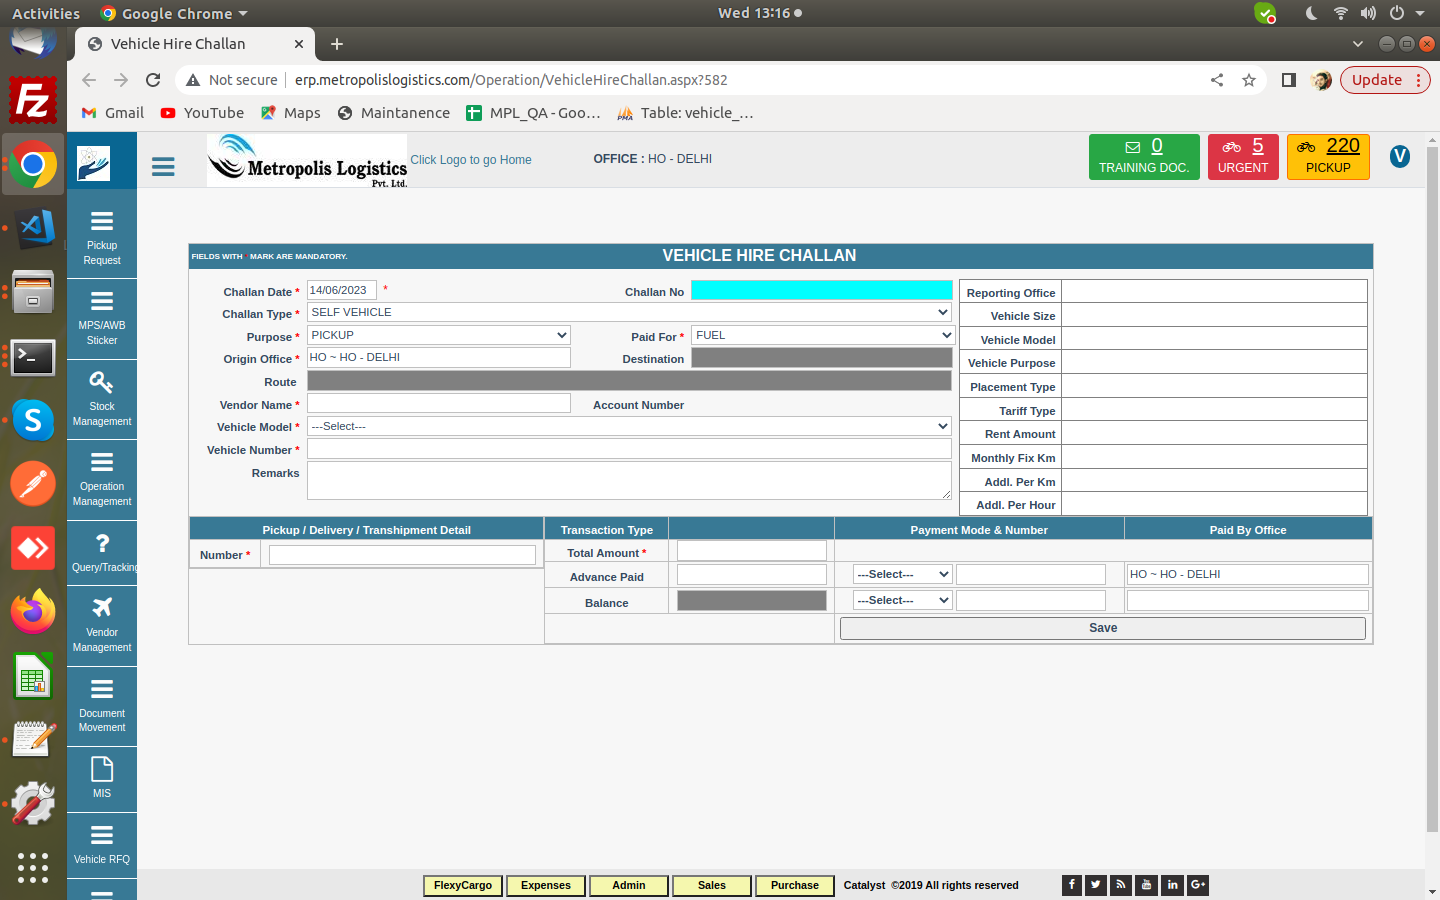 Activities Google Chrome Wed 13:16
Vehicle Hire Challan
Not secure erp.metropolislogistics.com/Operation/VehicleHireChallan.aspx?582 Update
Gmail YouTube Maps Maintanence MPL_QA - Goo… Table: vehicle_…
Metropolis Logistics
Pvt. Ltd.
Click Logo to go Home
OFFICE : HO - DELHI
0
TRAINING DOC.
5
URGENT
220
PICKUP
V
Pickup
Request
MPS/AWB
Sticker
Stock
Management
Operation
Management
Query/Tracking
Vendor
Management
Document
Movement
MIS
Vehicle RFQ
FIELDS WITH * MARK ARE MANDATORY. VEHICLE HIRE CHALLAN
Challan Date * 14/06/2023 * Challan No
Challan Type * SELF VEHICLE
Purpose * PICKUP Paid For * FUEL
Origin Office * HO ~ HO - DELHI Destination
Route
Vendor Name * Account Number
Vehicle Model * ---Select---
Vehicle Number *
Remarks
Reporting Office
Vehicle Size
Vehicle Model
Vehicle Purpose
Placement Type
Tariff Type
Rent Amount
Monthly Fix Km
Addl. Per Km
Addl. Per Hour
Pickup / Delivery / Transhipment Detail
Number *
Transaction Type Payment Mode & Number Paid By Office
Total Amount *
Advance Paid ---Select--- HO ~ HO - DELHI
Balance ---Select---
Save
FlexyCargo Expenses Admin Sales Purchase Catalyst ©2019 All rights reserved